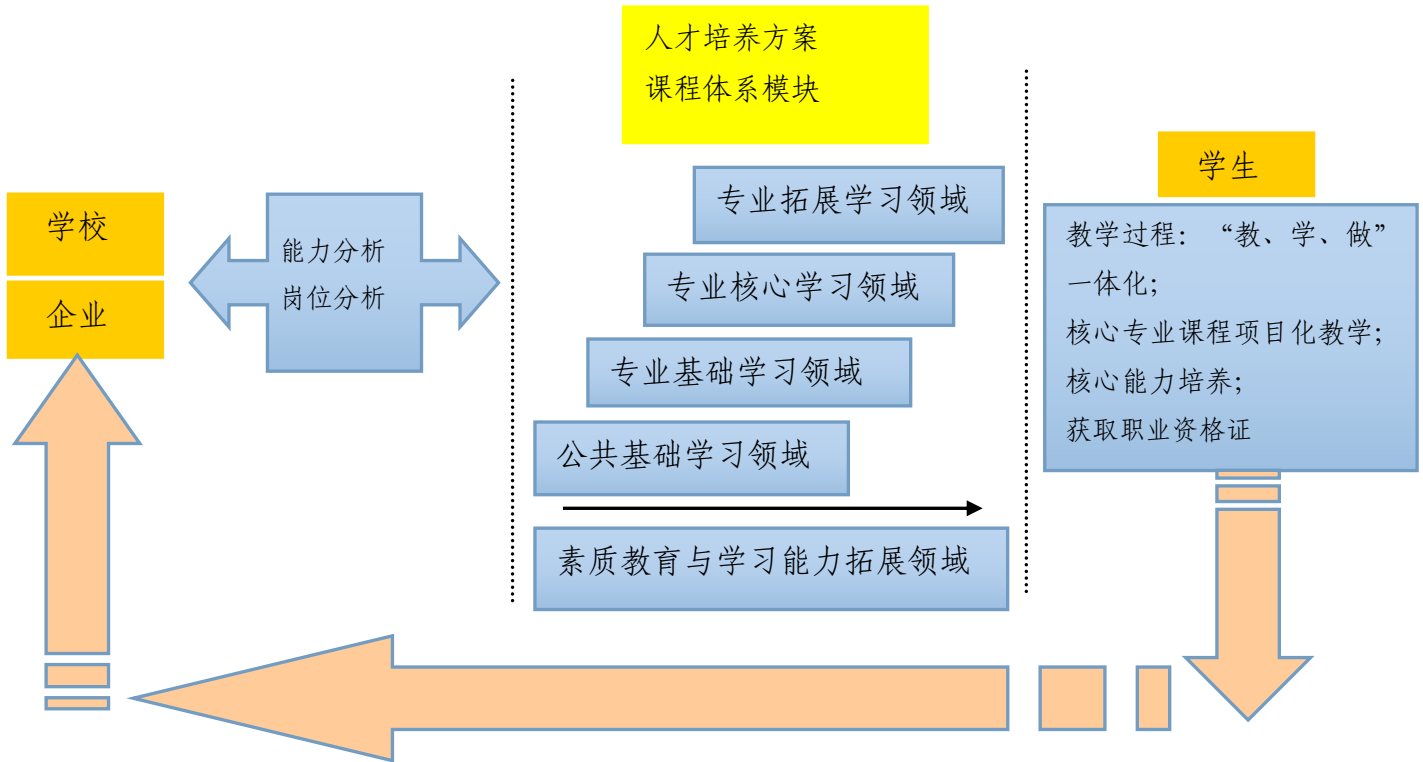 人才培养方案
课程体系模块
学校
企业
能力分析
岗位分析
专业拓展学习领域
专业核心学习领域
专业基础学习领域
公共基础学习领域
素质教育与学习能力拓展领域
学生
教学过程：“教、学、做”
一体化；
核心专业课程项目化教学；
核心能力培养；
获取职业资格证